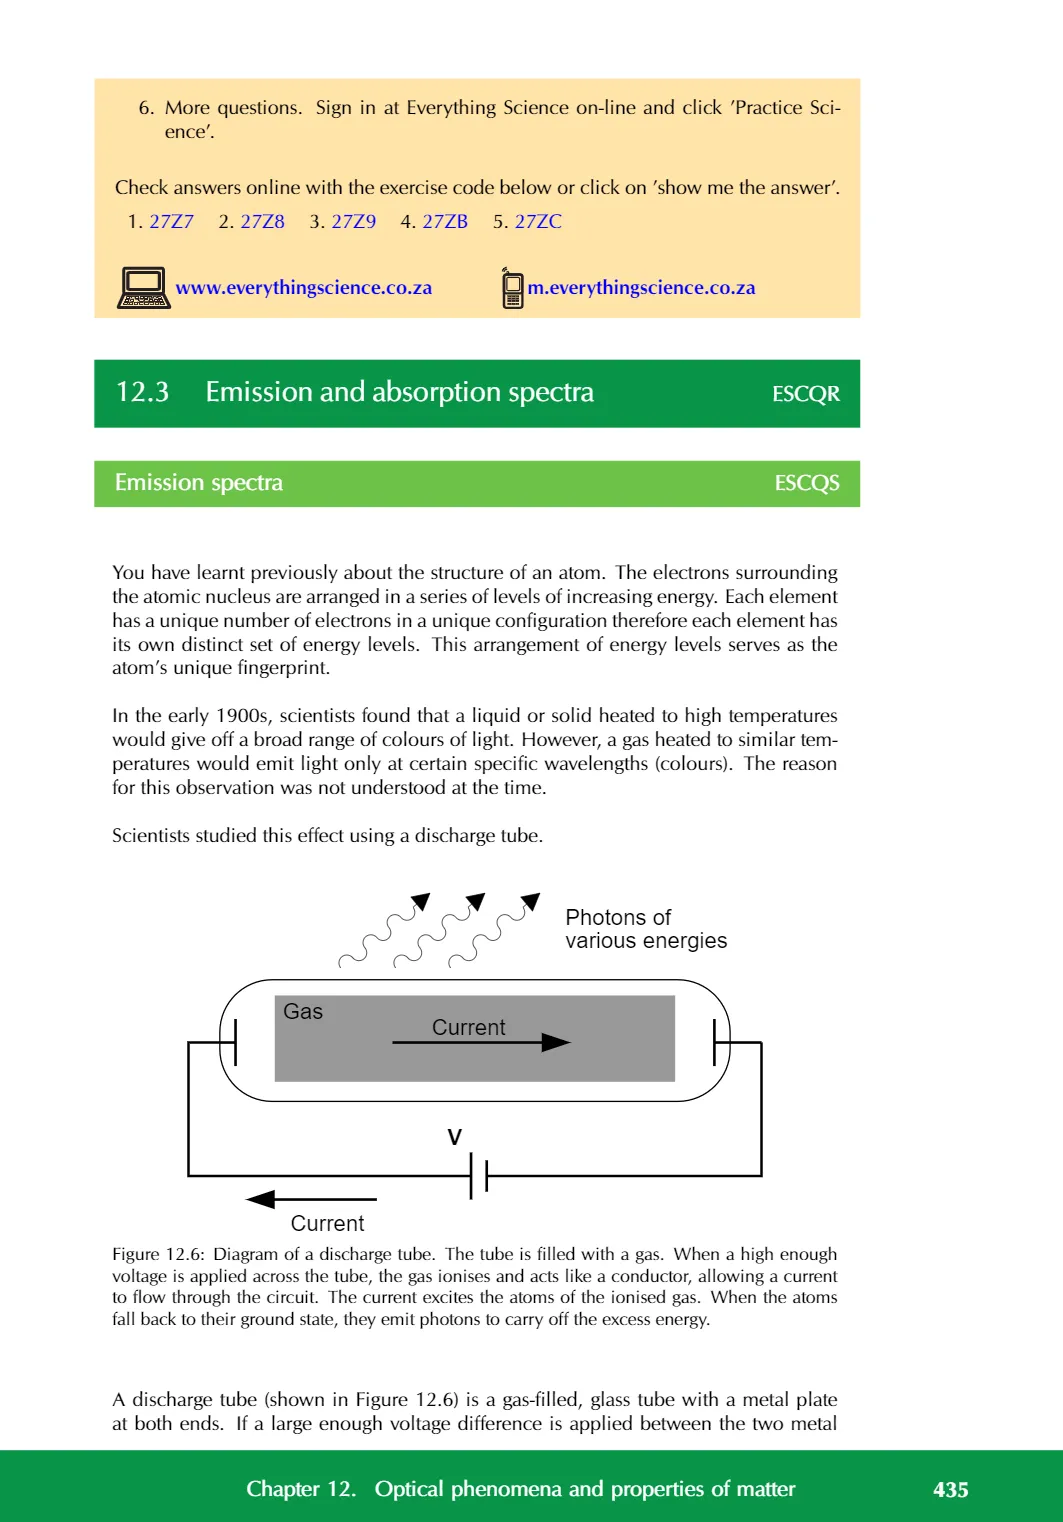 6. More questions. Sign in at Everything Science on-line and click ’Practice Sci-
ence’.
Check answers online with the exercise code below or click on ’show me the answer’.
1. 27Z7 2. 27Z8 3. 27Z9 4. 27ZB 5. 27ZC
www.everythingscience.co.za m.everythingscience.co.za
12.3 Emission and absorption spectra ESCQR
Emission spectra ESCQS
You have learnt previously about the structure of an atom. The electrons surrounding
the atomic nucleus are arranged in a series of levels of increasing energy. Each element
has a unique number of electrons in a unique configuration therefore each element has
its own distinct set of energy levels. This arrangement of energy levels serves as the
atom’s unique fingerprint.
In the early 1900s, scientists found that a liquid or solid heated to high temperatures
would give off a broad range of colours of light. However, a gas heated to similar tem-
peratures would emit light only at certain specific wavelengths (colours). The reason
for this observation was not understood at the time.
Scientists studied this effect using a discharge tube.
Photons of
various energies
Gas
Current
V
Current
Figure 12.6: Diagram of a discharge tube. The tube is filled with a gas. When a high enough
voltage is applied across the tube, the gas ionises and acts like a conductor, allowing a current
to flow through the circuit. The current excites the atoms of the ionised gas. When the atoms
fall back to their ground state, they emit photons to carry off the excess energy.
A discharge tube (shown in Figure 12.6) is a gas-filled, glass tube with a metal plate
at both ends. If a large enough voltage difference is applied between the two metal
Chapter 12. Optical phenomena and properties of matter 435